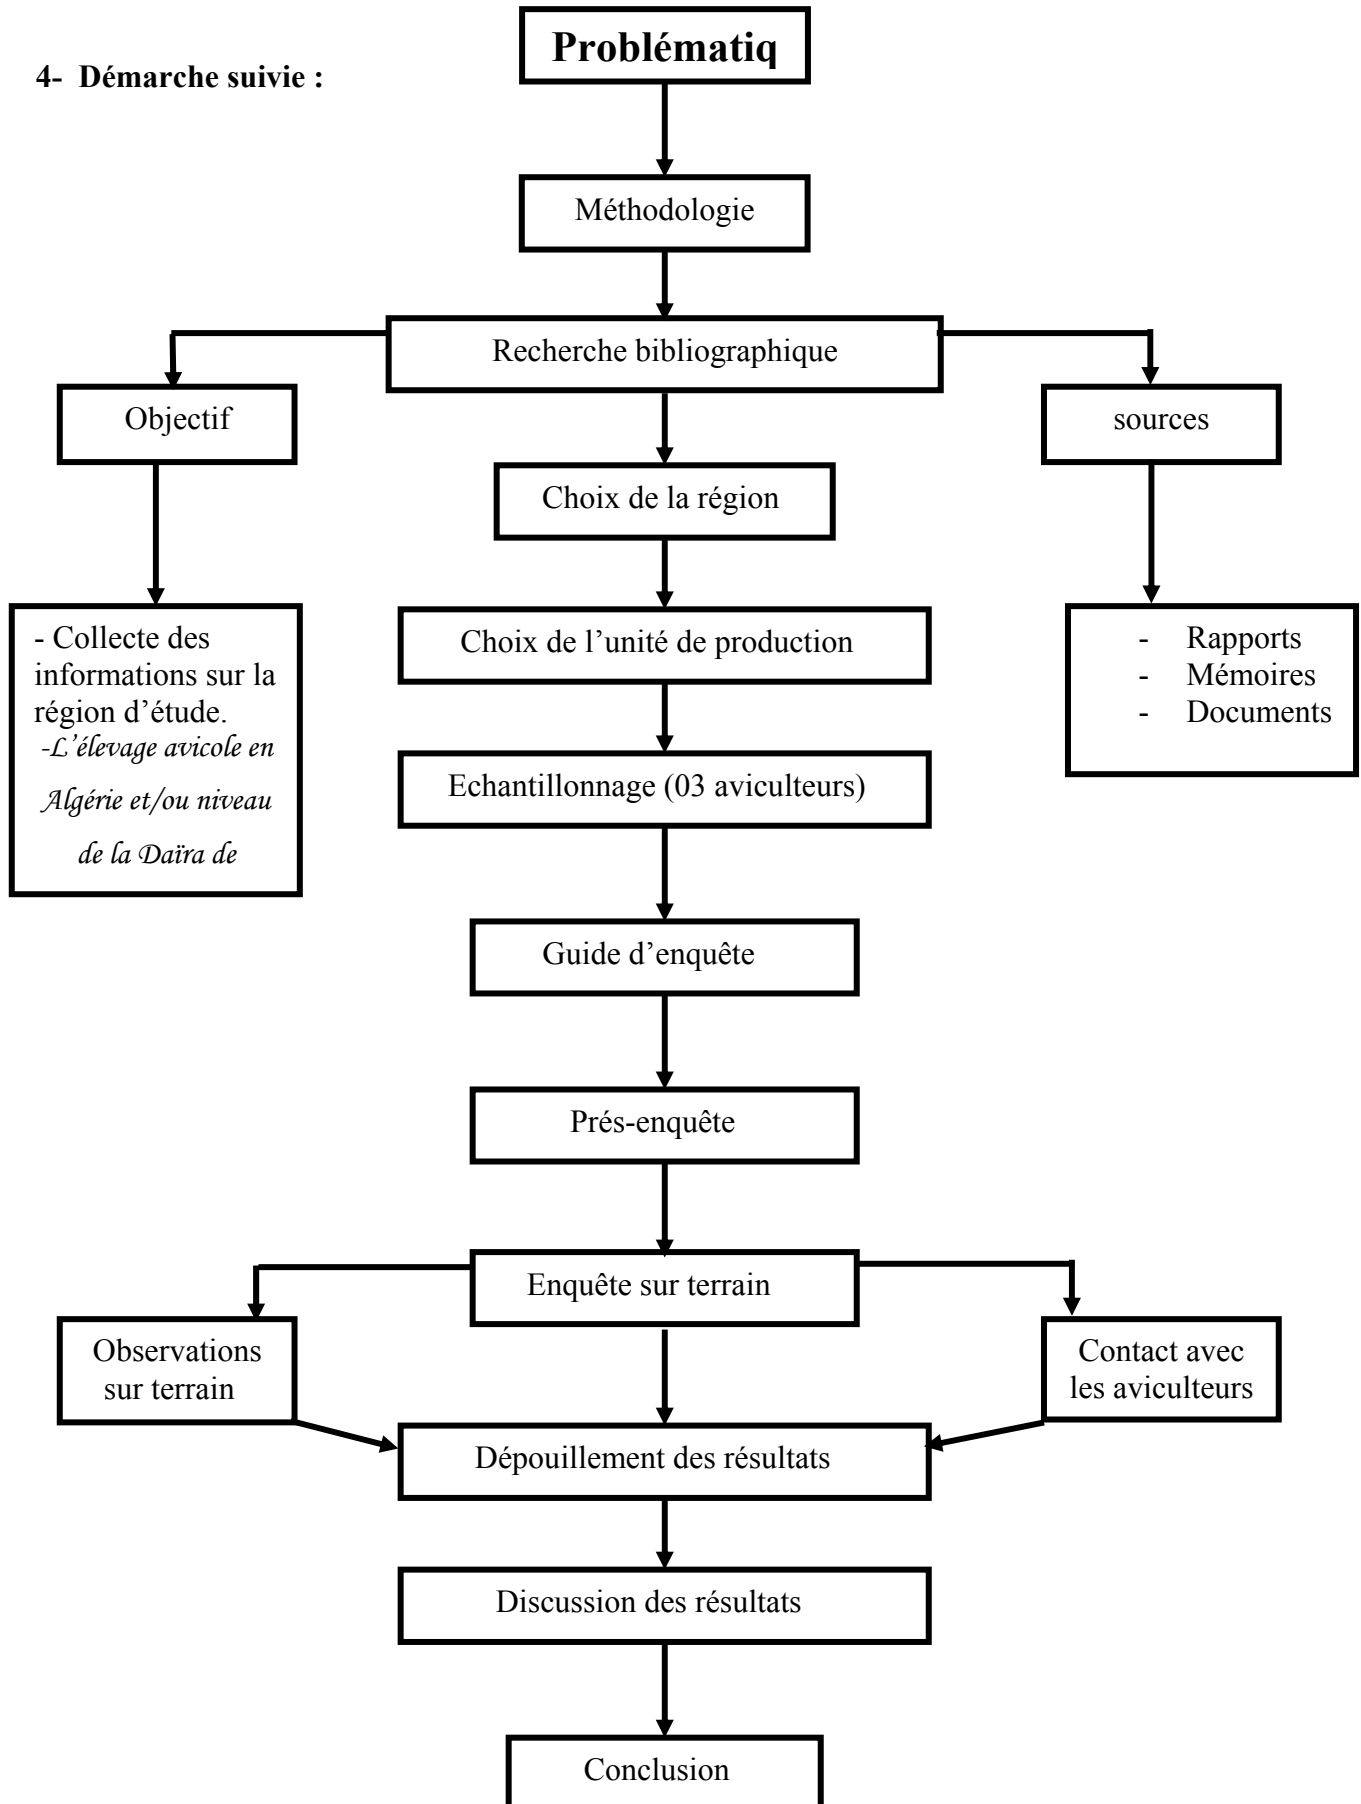 Problématiq
4- Démarche suivie :
Méthodologie
Recherche bibliographique
Objectif
sources
Choix de la région
- Collecte des
informations sur la
région d’étude.
-L’élevage avicole en
Algérie et/ou niveau
de la Daïra de
Choix de l’unité de production
- Rapports
- Mémoires
- Documents
Echantillonnage (03 aviculteurs)
Guide d’enquête
Prés-enquête
Enquête sur terrain
Observations
sur terrain
Contact avec
les aviculteurs
Dépouillement des résultats
Discussion des résultats
Conclusion